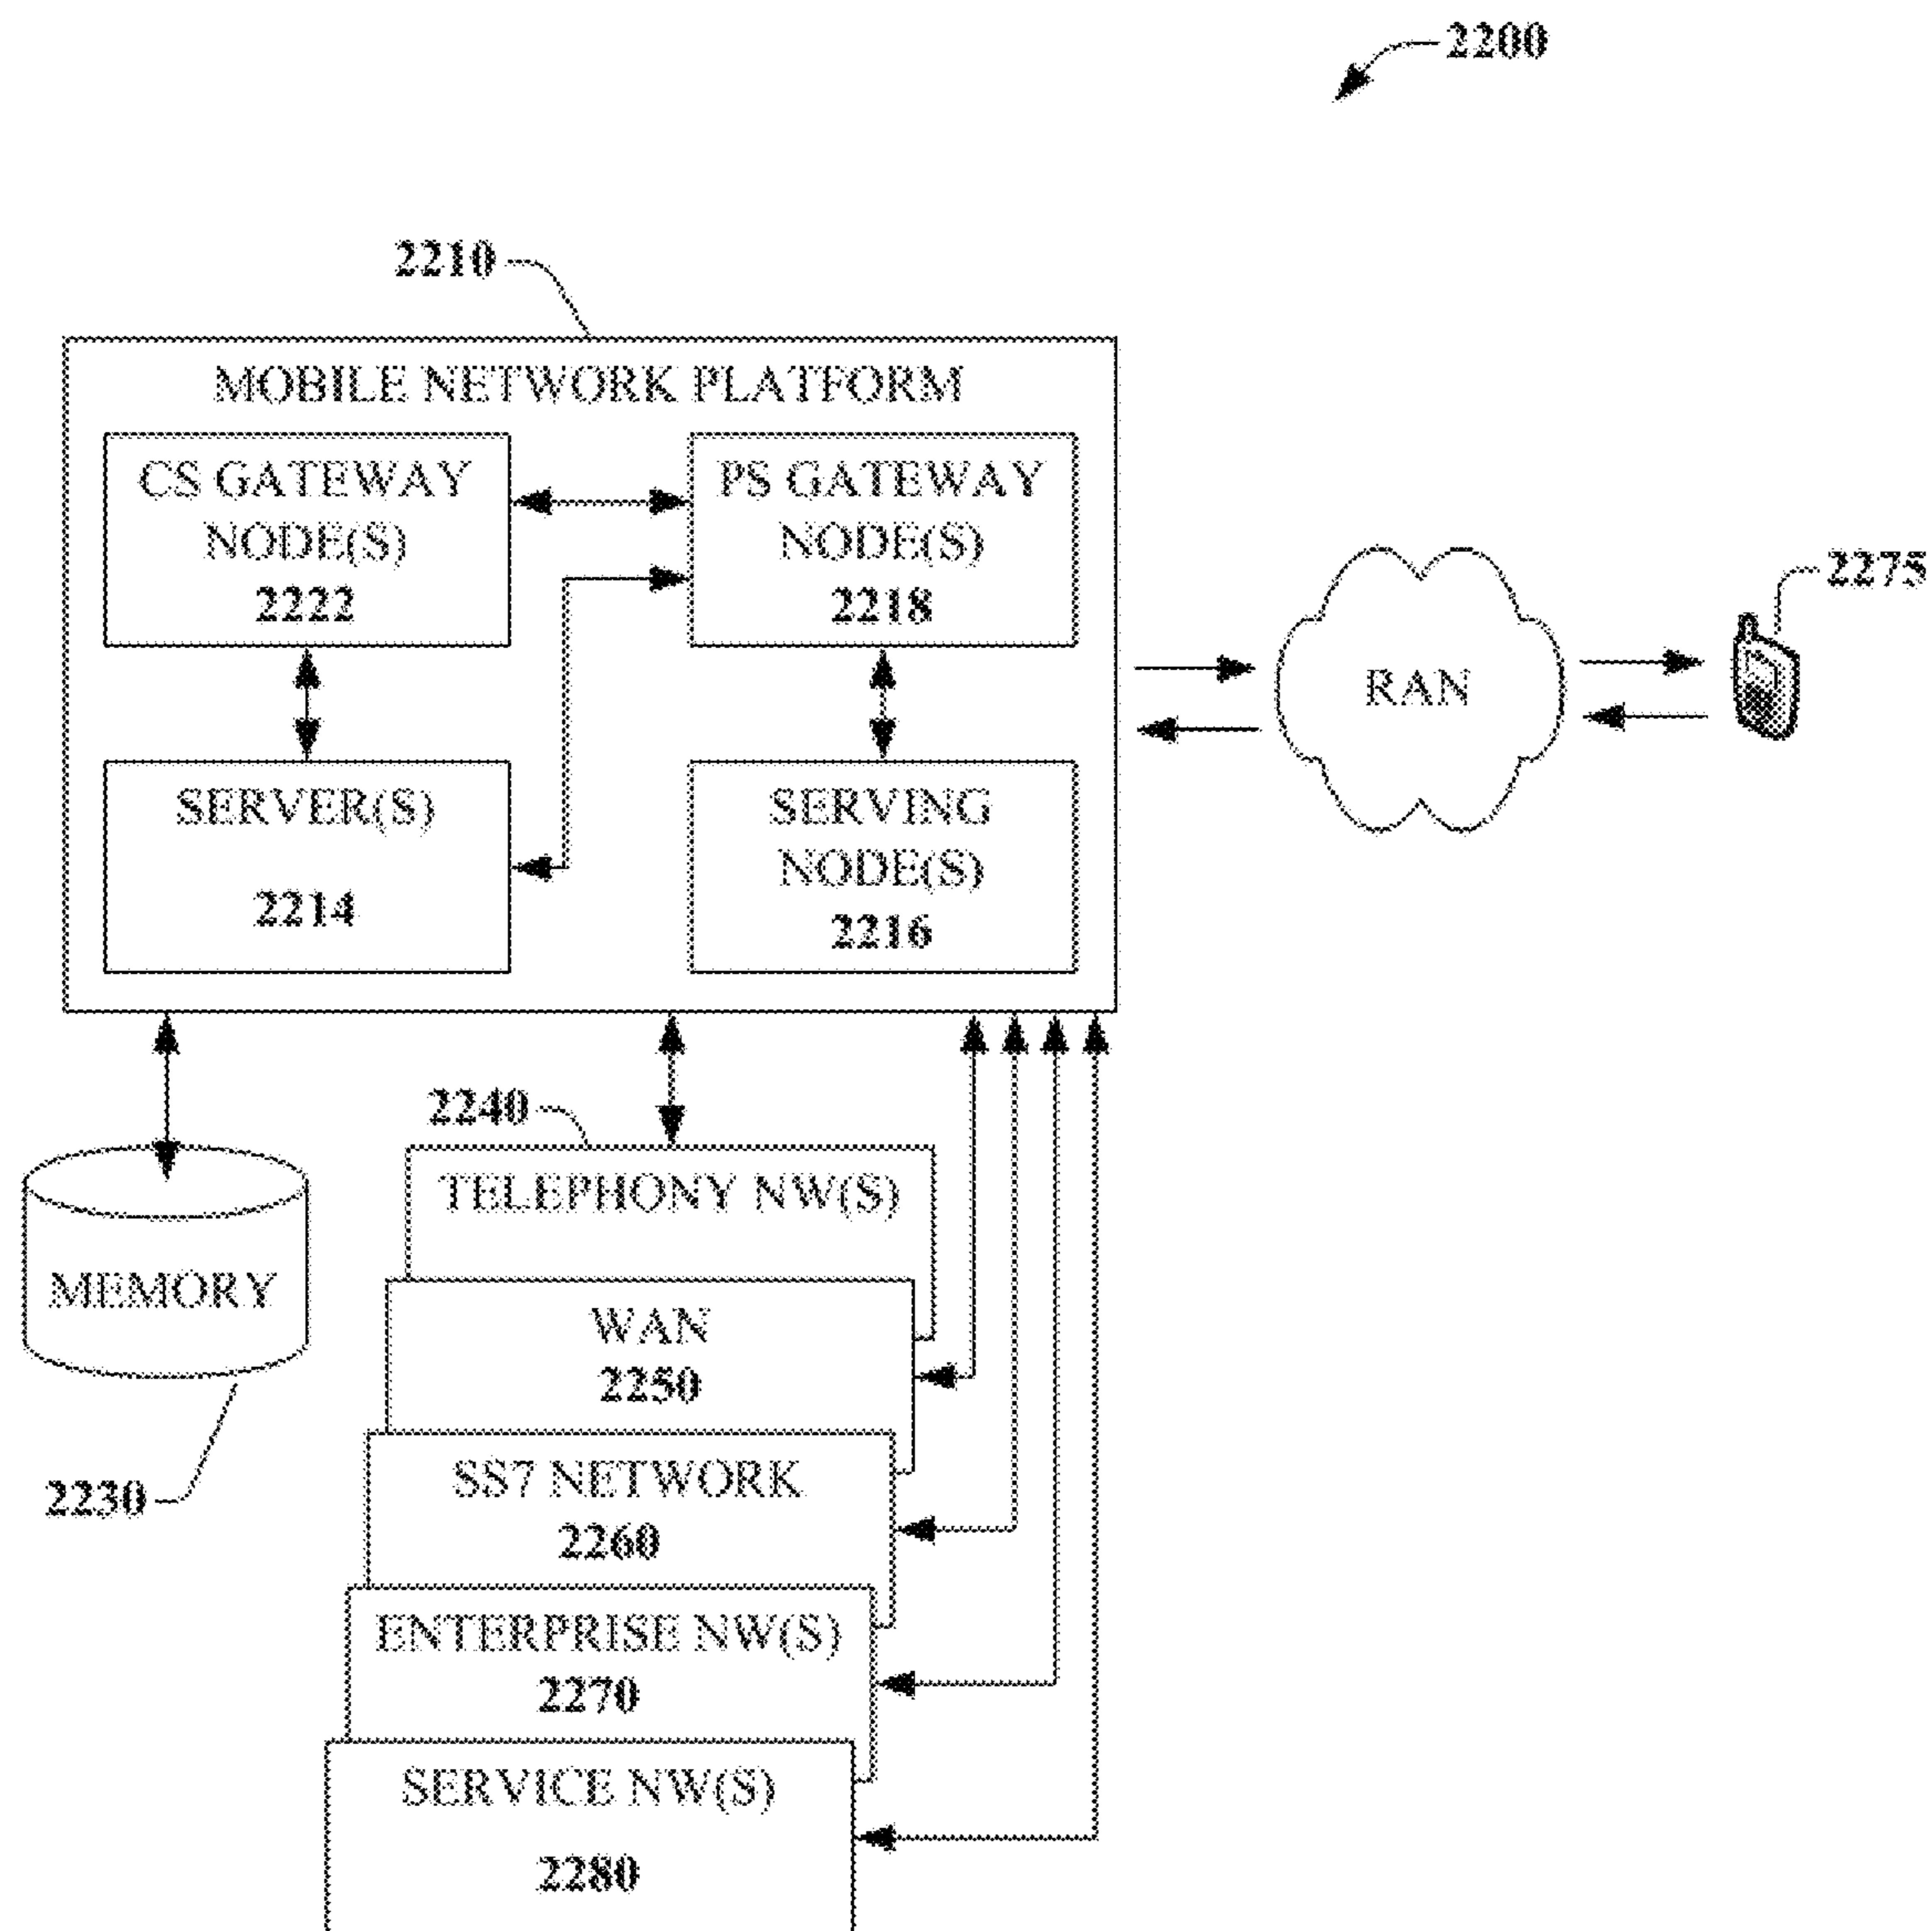 2200
2210
MOBILE NETWORK PLATFORM
CS GATEWAY
NODE(S)
2222
PS GATEWAY
NODE(S)
2218
SERVER(S)
2214
SERVING
NODE(S)
2216
RAN
2275
2240
TELEPHONY NW(S)
MEMORY
2230
WAN
2250
SS7 NETWORK
2260
ENTERPRISE NW(S)
2270
SERVICE NW(S)
2280